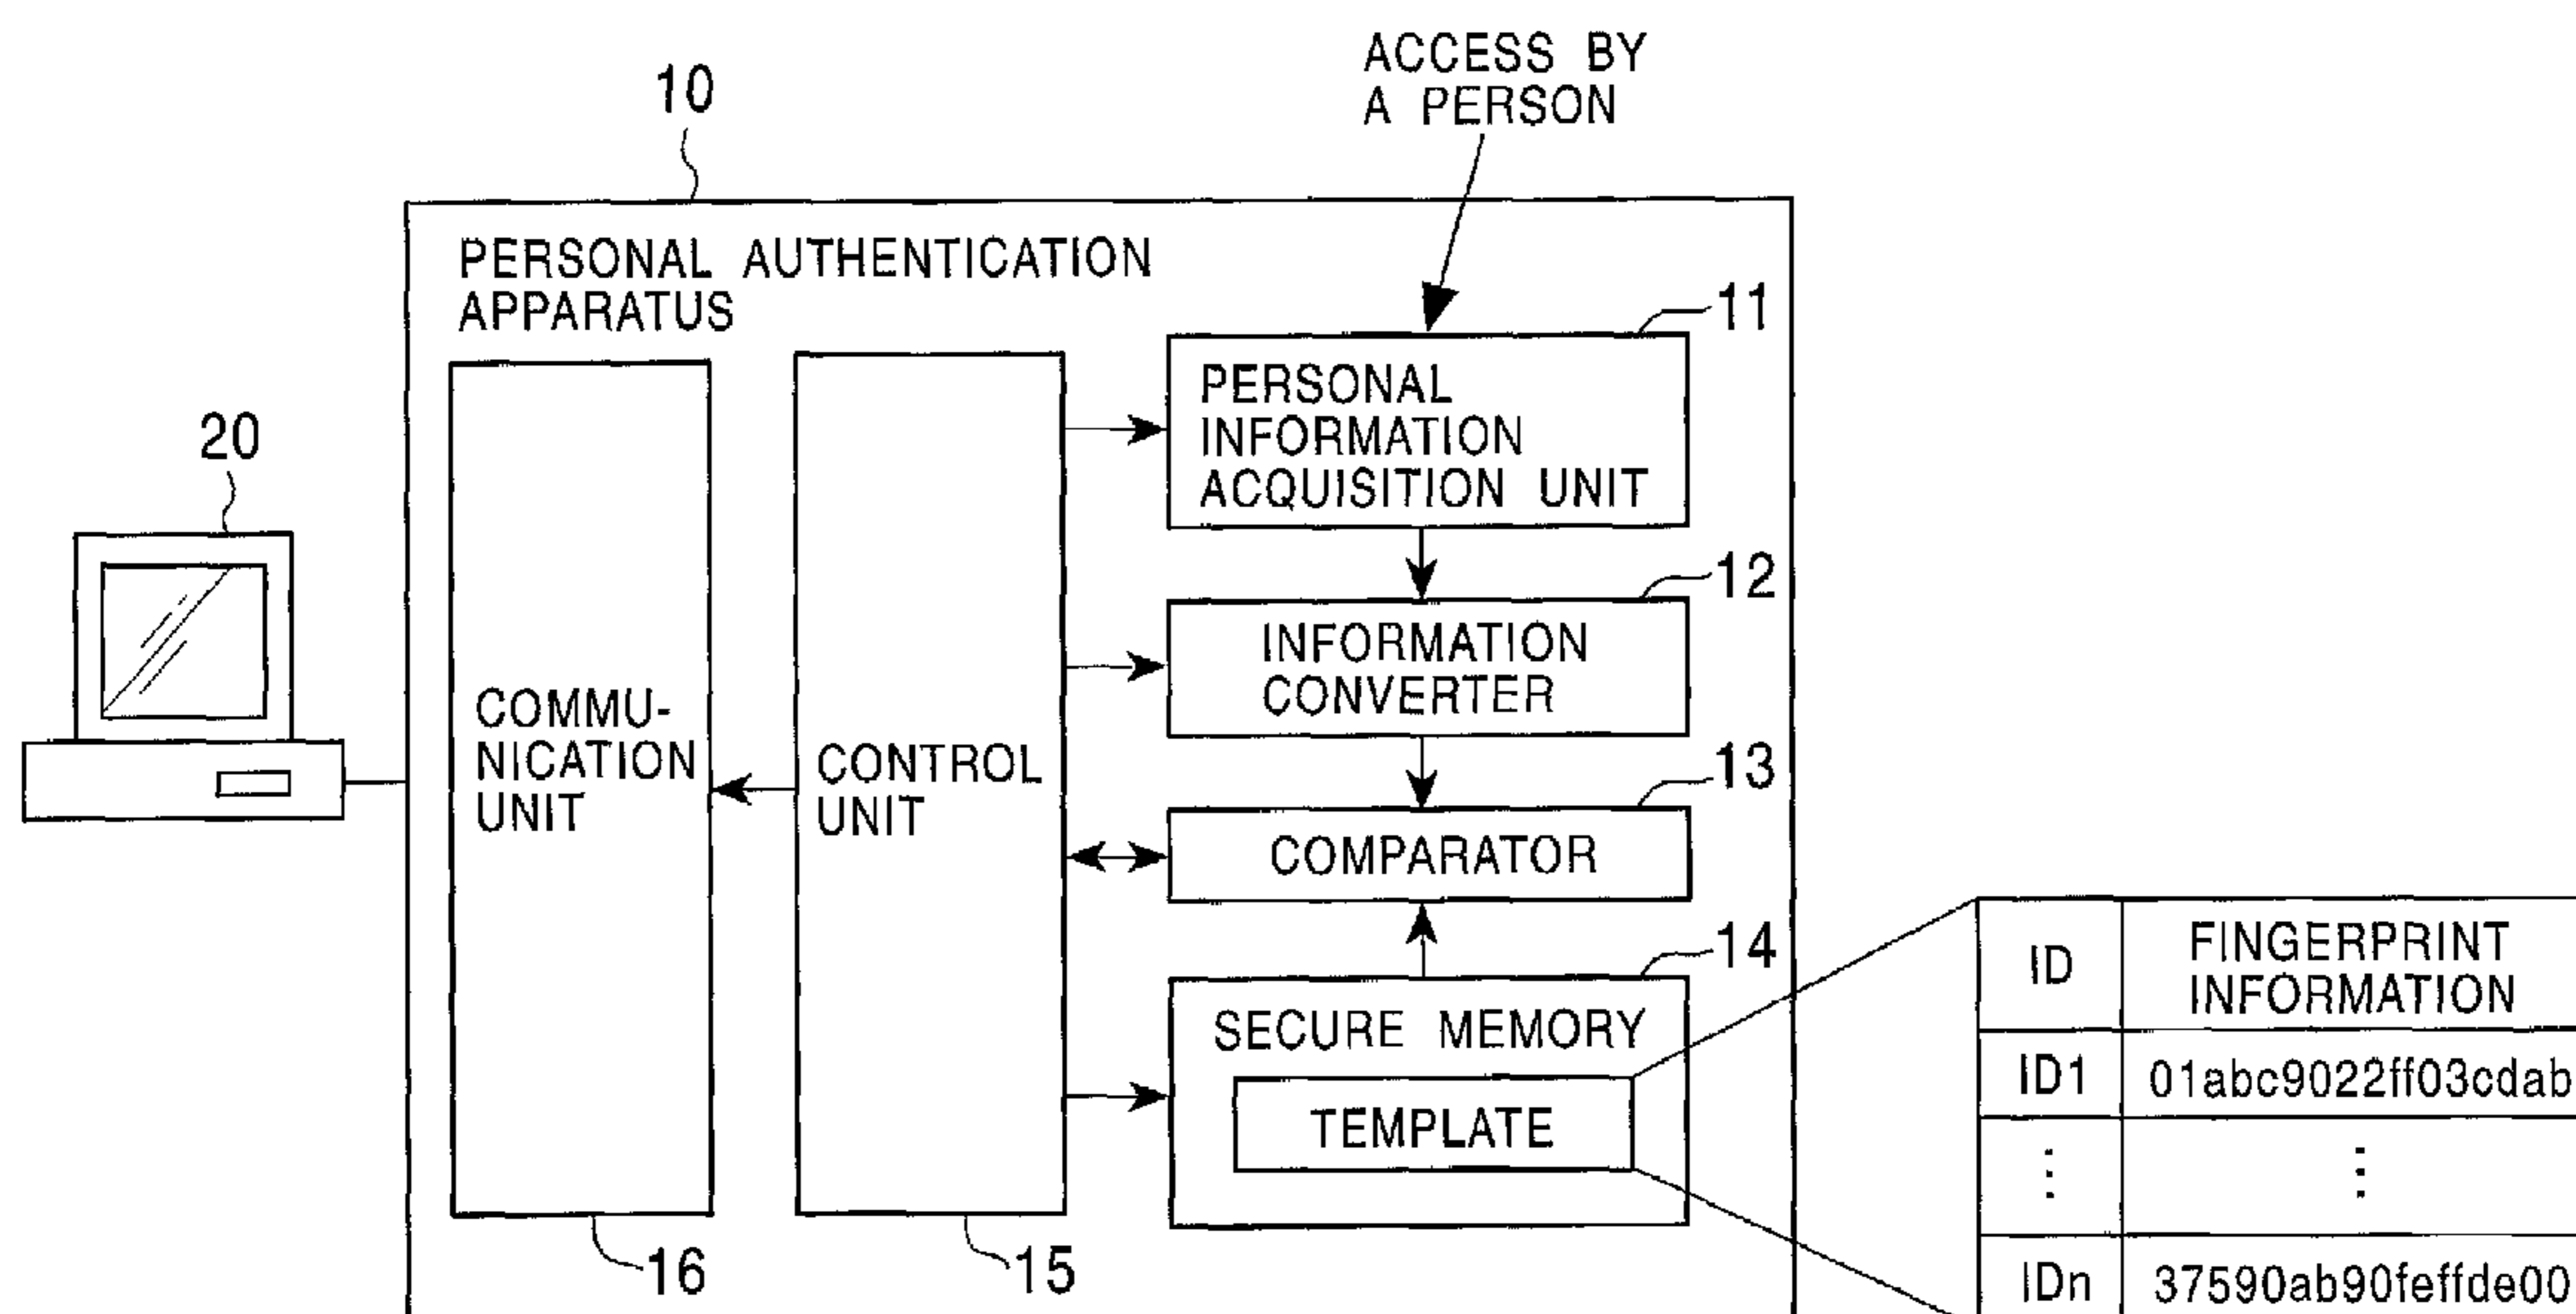 ACCESS BY
A PERSON
10
PERSONAL AUTHENTICATION
APPARATUS
11
PERSONAL
INFORMATION
ACQUISITION UNIT
20
12
INFORMATION
CONVERTER
COMMU-
NICATION
UNIT
CONTROL
UNIT
13
COMPARATOR
14
SECURE MEMORY
TEMPLATE
ID
FINGERPRINT
INFORMATION
ID1
01abc9022ff03cdab
IDn
37590ab90feffde00
16
15